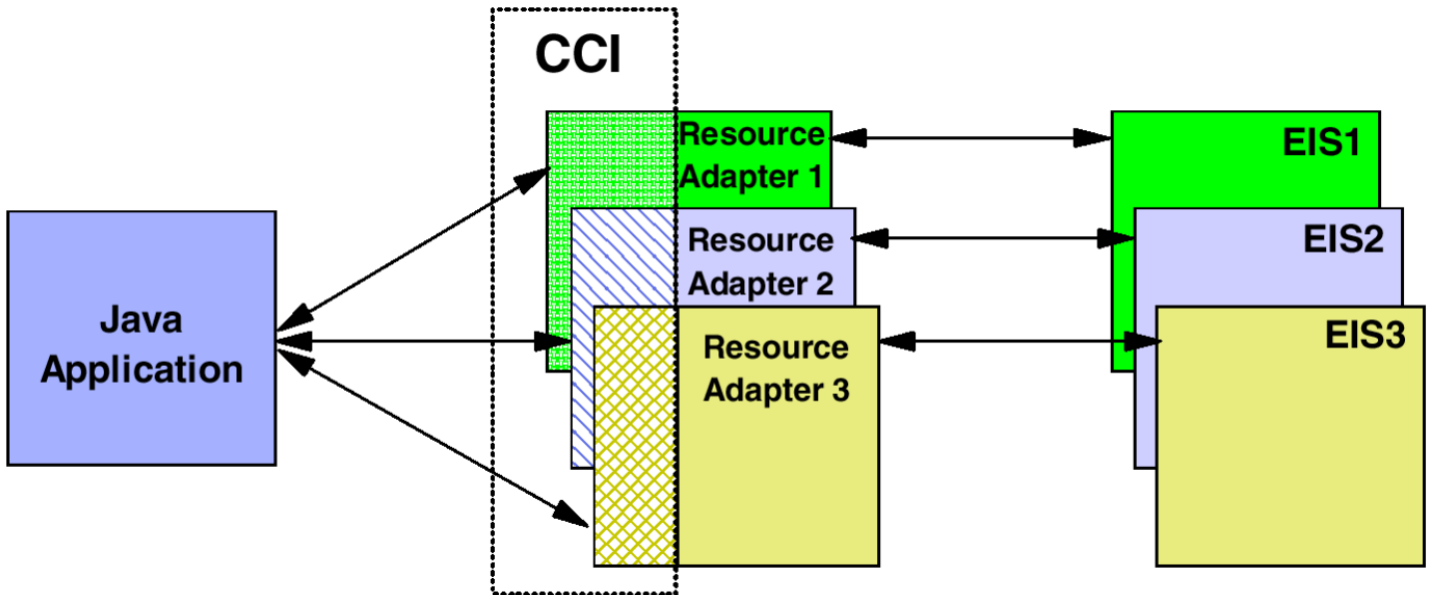 CCI
Resource
Adapter 1
EIS1
Resource
Adapter 2
EIS2
Java
Application
Resource
Adapter 3
EIS3